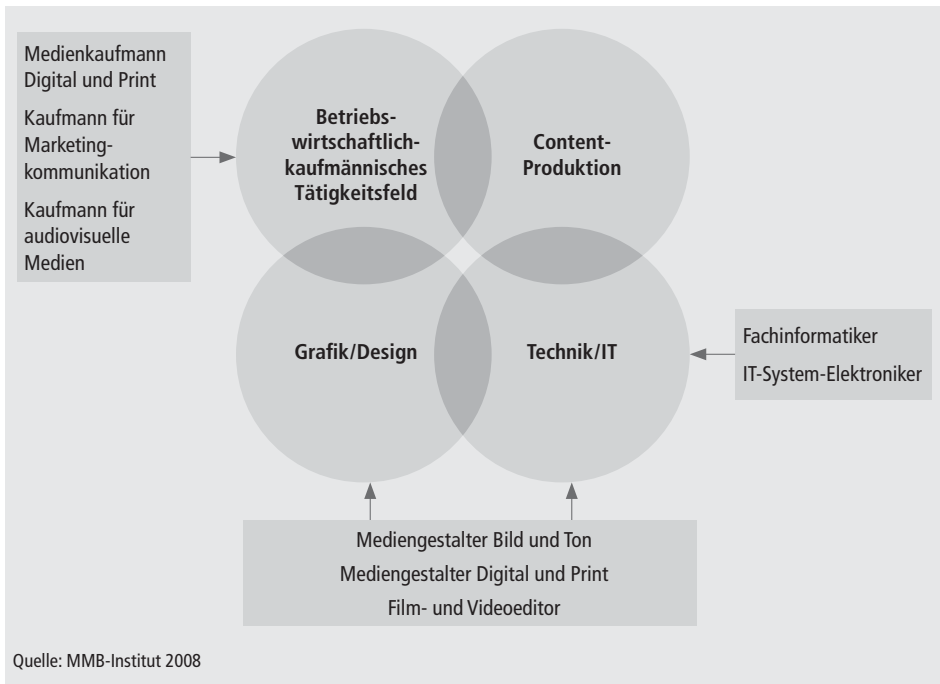 Medienkaufmann
Digital und Print
Kaufmann für
Marketing-
kommunikation
Kaufmann für
audiovisuelle
Medien
Betriebs-
wirtschaftlich-
kaufmännisches
Tätigkeitsfeld
Content-
Produktion
Grafik/Design
Technik/IT
Fachinformatiker
IT-System-Elektroniker
Mediengestalter Bild und Ton
Mediengestalter Digital und Print
Film- und Videoeditor
Quelle: MMB-Institut 2008